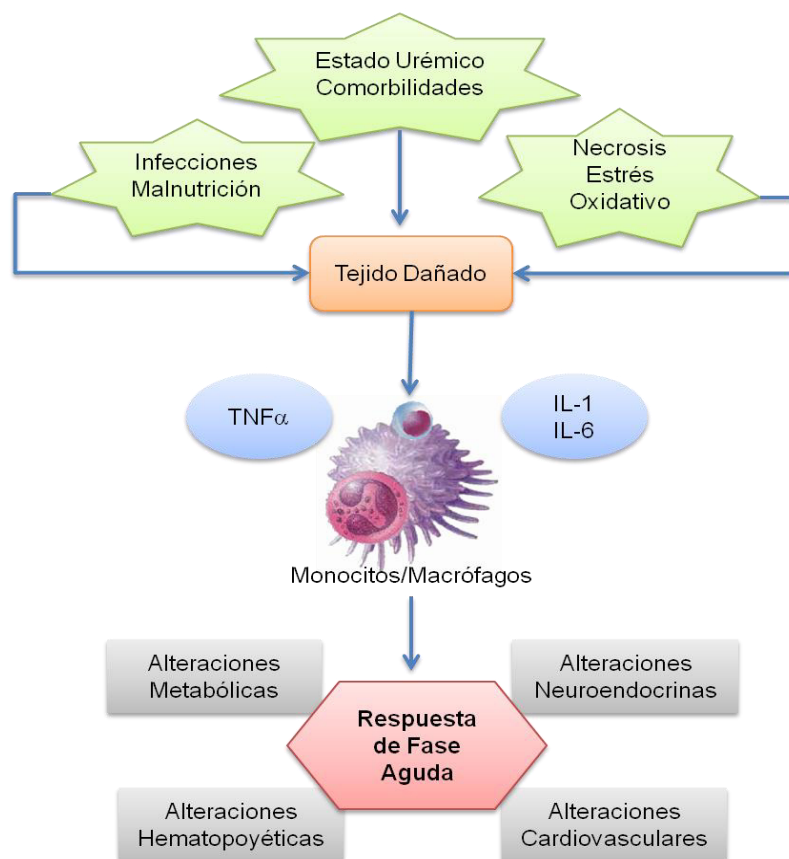 Estado Urémico
Comorbilidades
Infecciones
Malnutrición
Necrosis
Estrés
Oxidativo
Tejido Dañado
TNFα
IL-1
IL-6
Monocitos/Macrófagos
Alteraciones
Metabólicas
Alteraciones
Neuroendocrinas
Respuesta
de Fase
Aguda
Alteraciones
Hematopoyéticas
Alteraciones
Cardiovasculares